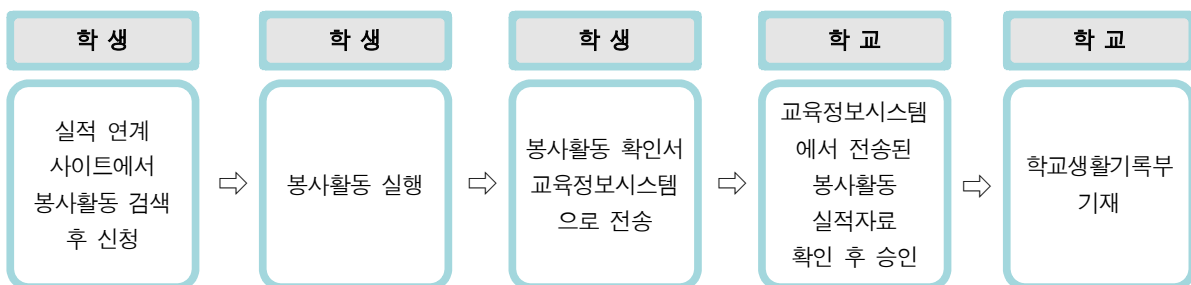 학 생
학 생
학 생
학 교
학 교
실적 연계
사이트에서
봉사활동 검색
후 신청
⇨
봉사활동 실행
⇨
봉사활동 확인서
교육정보시스템
으로 전송
⇨
교육정보시스템
에서 전송된
봉사활동
실적자료
확인 후 승인
⇨
학교생활기록부
기재